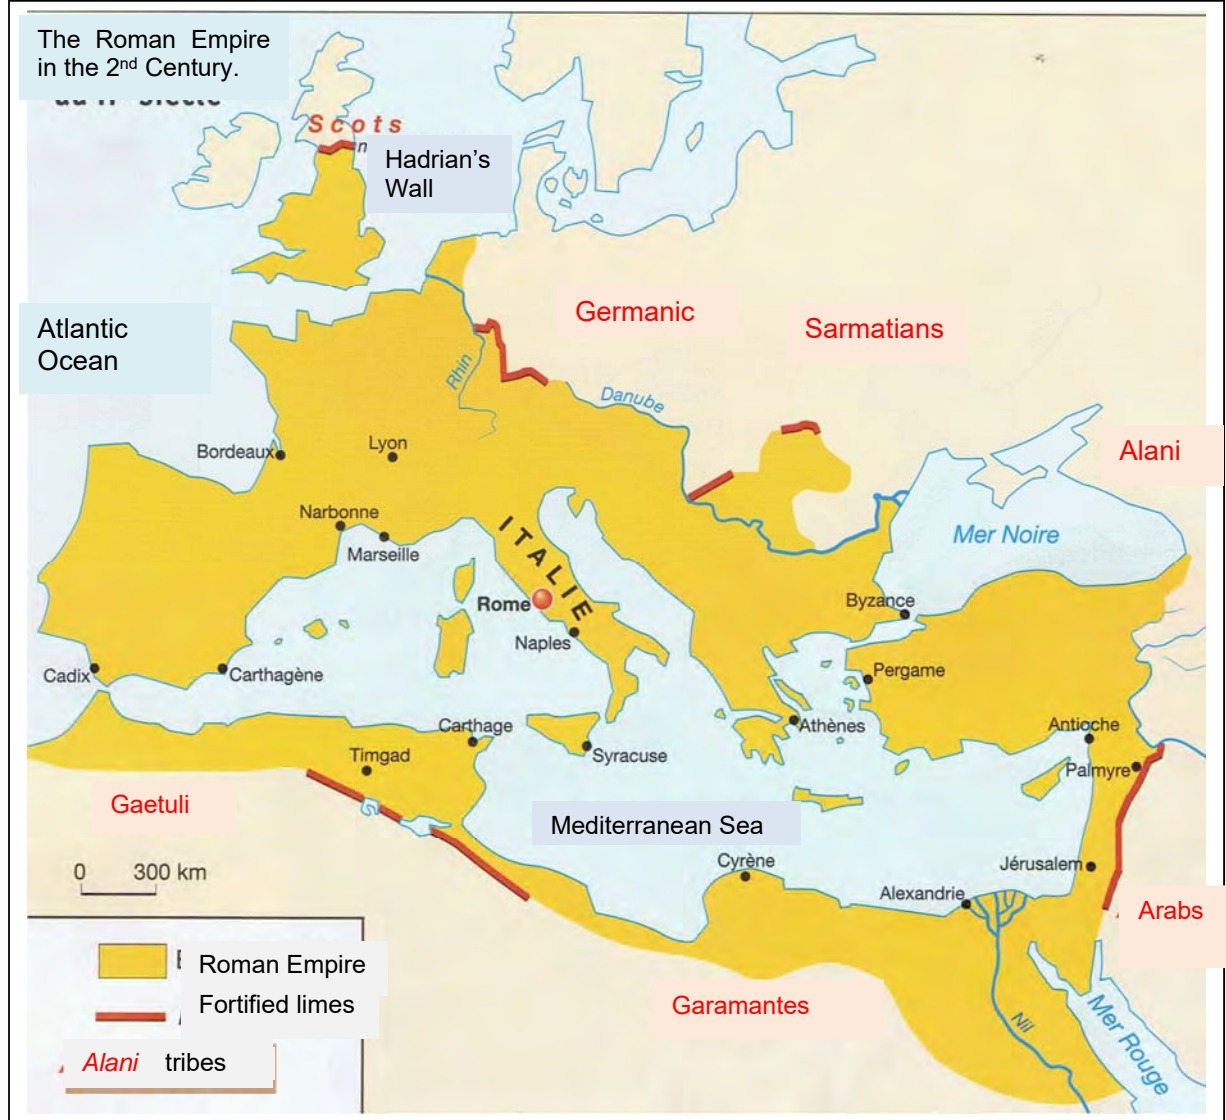 The Roman Empire
in the 2nd Century.
Scots
Hadrian's
Wall
Atlantic
Ocean
Germanic
Sarmatians
Rhin
Danube
Alani
Bordeaux
Lyon
Narbonne
Marseille
ITALIE
Mer Noire
Rome
Naples
Byzance
Cadix
Carthagène
Pergame
Carthage
Athènes
Antioche
Timgad
Syracuse
Palmyre
Gaetuli
Mediterranean Sea
0 300 km
Cyrène
Jérusalem
Alexandrie
Arabs
Roman Empire
Fortified limes
Garamantes
Nil
Mer Rouge
Alani tribes